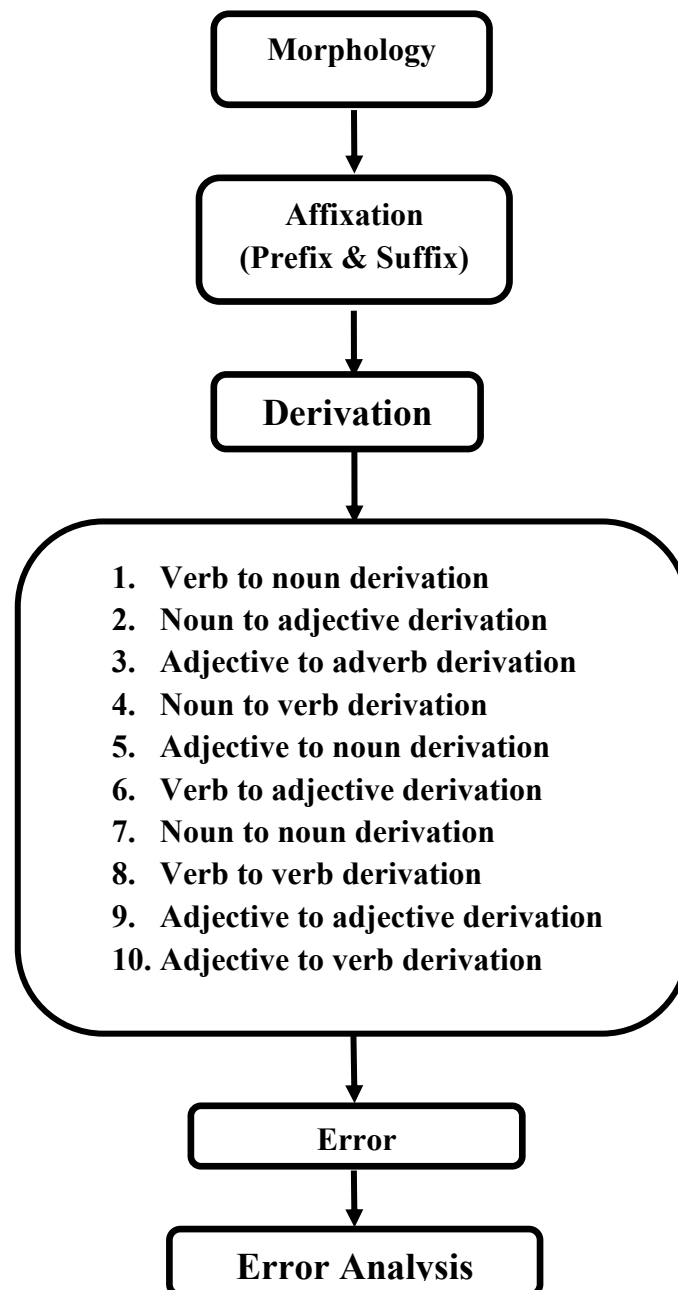 Morphology
Affixation
(Prefix & Suffix)
Derivation
1. Verb to noun derivation
2. Noun to adjective derivation
3. Adjective to adverb derivation
4. Noun to verb derivation
5. Adjective to noun derivation
6. Verb to adjective derivation
7. Noun to noun derivation
8. Verb to verb derivation
9. Adjective to adjective derivation
10. Adjective to verb derivation
Error
Error Analysis